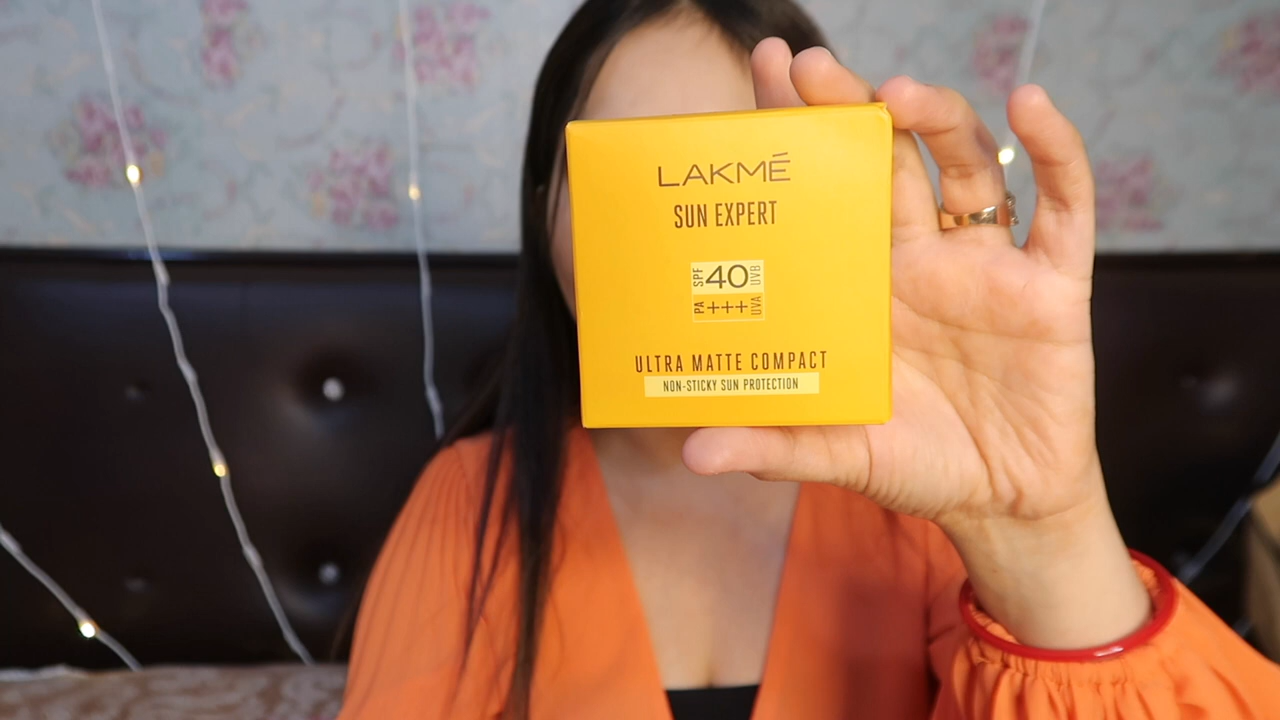 LAKMÉ
SUN EXPERT
SPF 40 UVB
PA +++ UVA
ULTRA MATTE COMPACT
NON-STICKY SUN PROTECTION